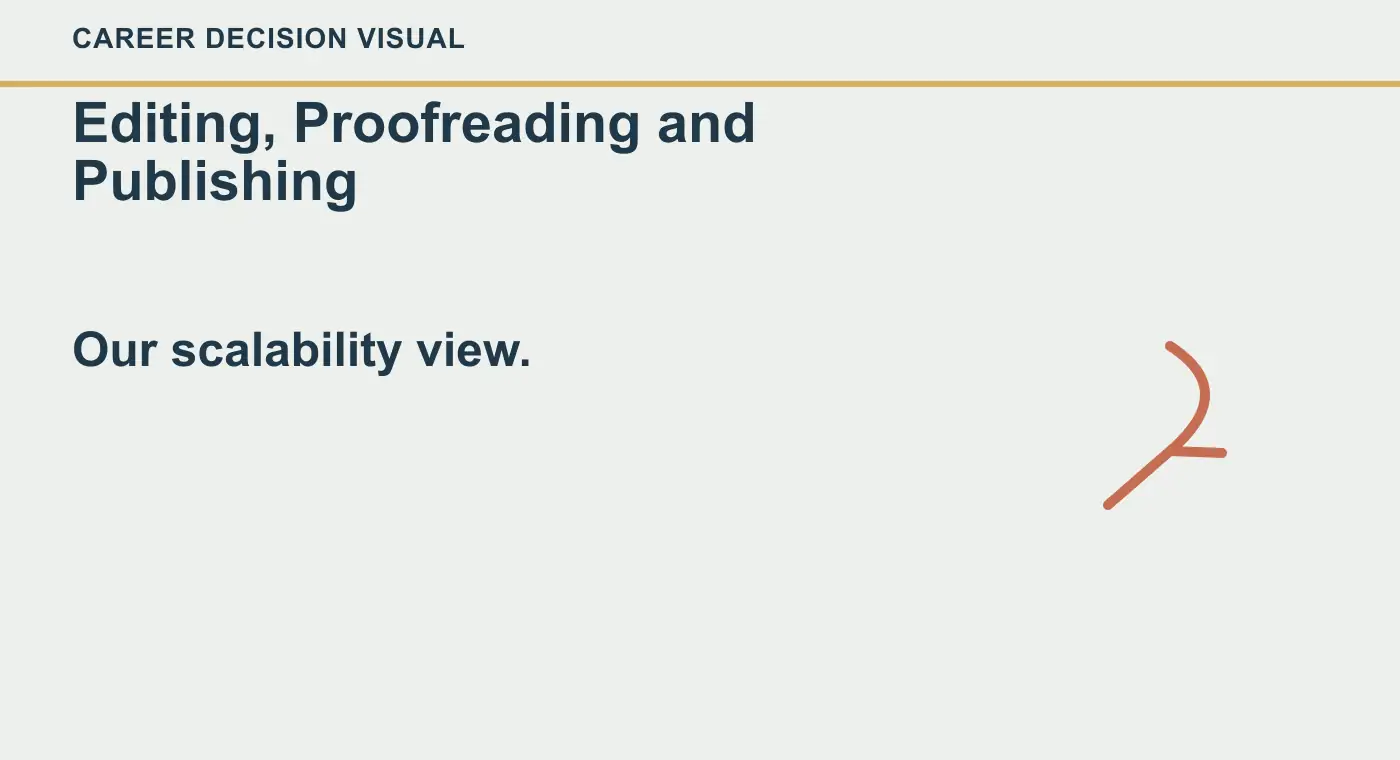 CAREER DECISION VISUAL
Editing, Proofreading and
Publishing
Our scalability view.